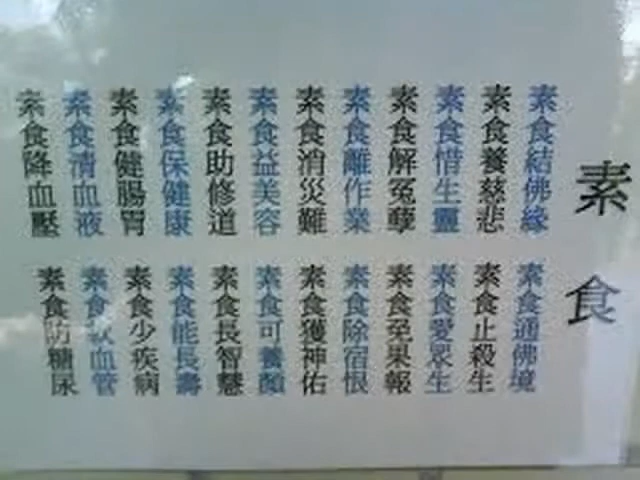 素食
素食結佛緣
素食養慈悲
素食惜生靈
素食解冤孽
素食離作業
素食消災難
素食益美容
素食助修道
素食保健康
素食健腸胃
素食清血液
素食降血壓
素食通佛境
素食止殺生
素食愛眾生
素食免果報
素食除宿恨
素食獲神佑
素食可養顏
素食長智慧
素食能長壽
素食少疾病
素食軟血管
素食防糖尿